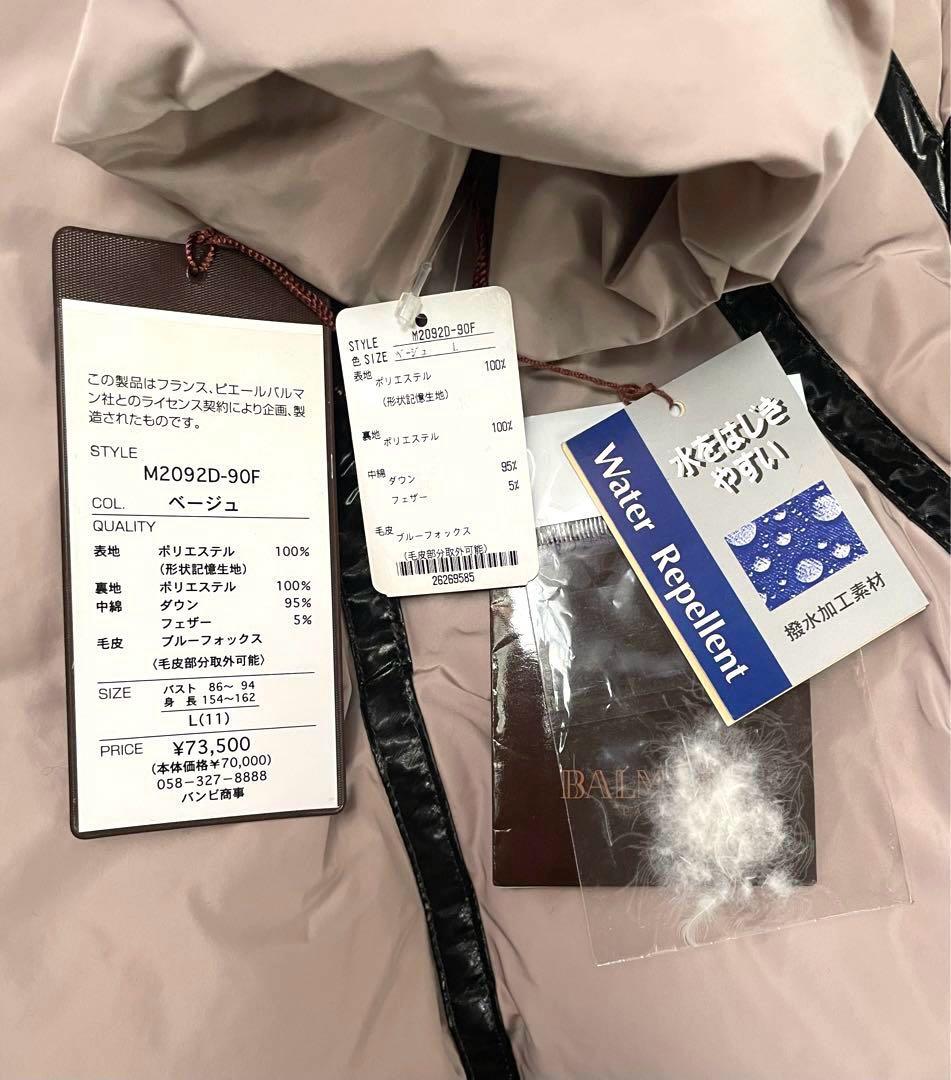 この製品はフランス、ピエールバルマ
ン社とのライセンス契約により企画、製
造されたものです。
STYLE
M2092D-90F
COL. ベージュ
QUALITY
表地 ポリエステル 100%
(形状記憶生地)
裏地 ポリエステル 100%
中綿 ダウン 95%
フェザー 5%
毛皮 ブルーフォックス
(毛皮部分取外可能)
SIZE バスト 86〜 94
身 長 154〜162
L(11)
PRICE ¥73,500
(本体価格¥70,000)
058-327-8888
バンビ商事
STYLE M2092D-90F
色 SIZE ベージュ L
表地 ポリエステル 100%
(形状記憶生地)
裏地 ポリエステル 100%
中綿 ダウン 95%
フェザー 5%
毛皮 ブルーフォックス
(毛皮部分取外可能)
26269585
Water Repellent
水をはじき
やすい
撥水加工素材
BALM